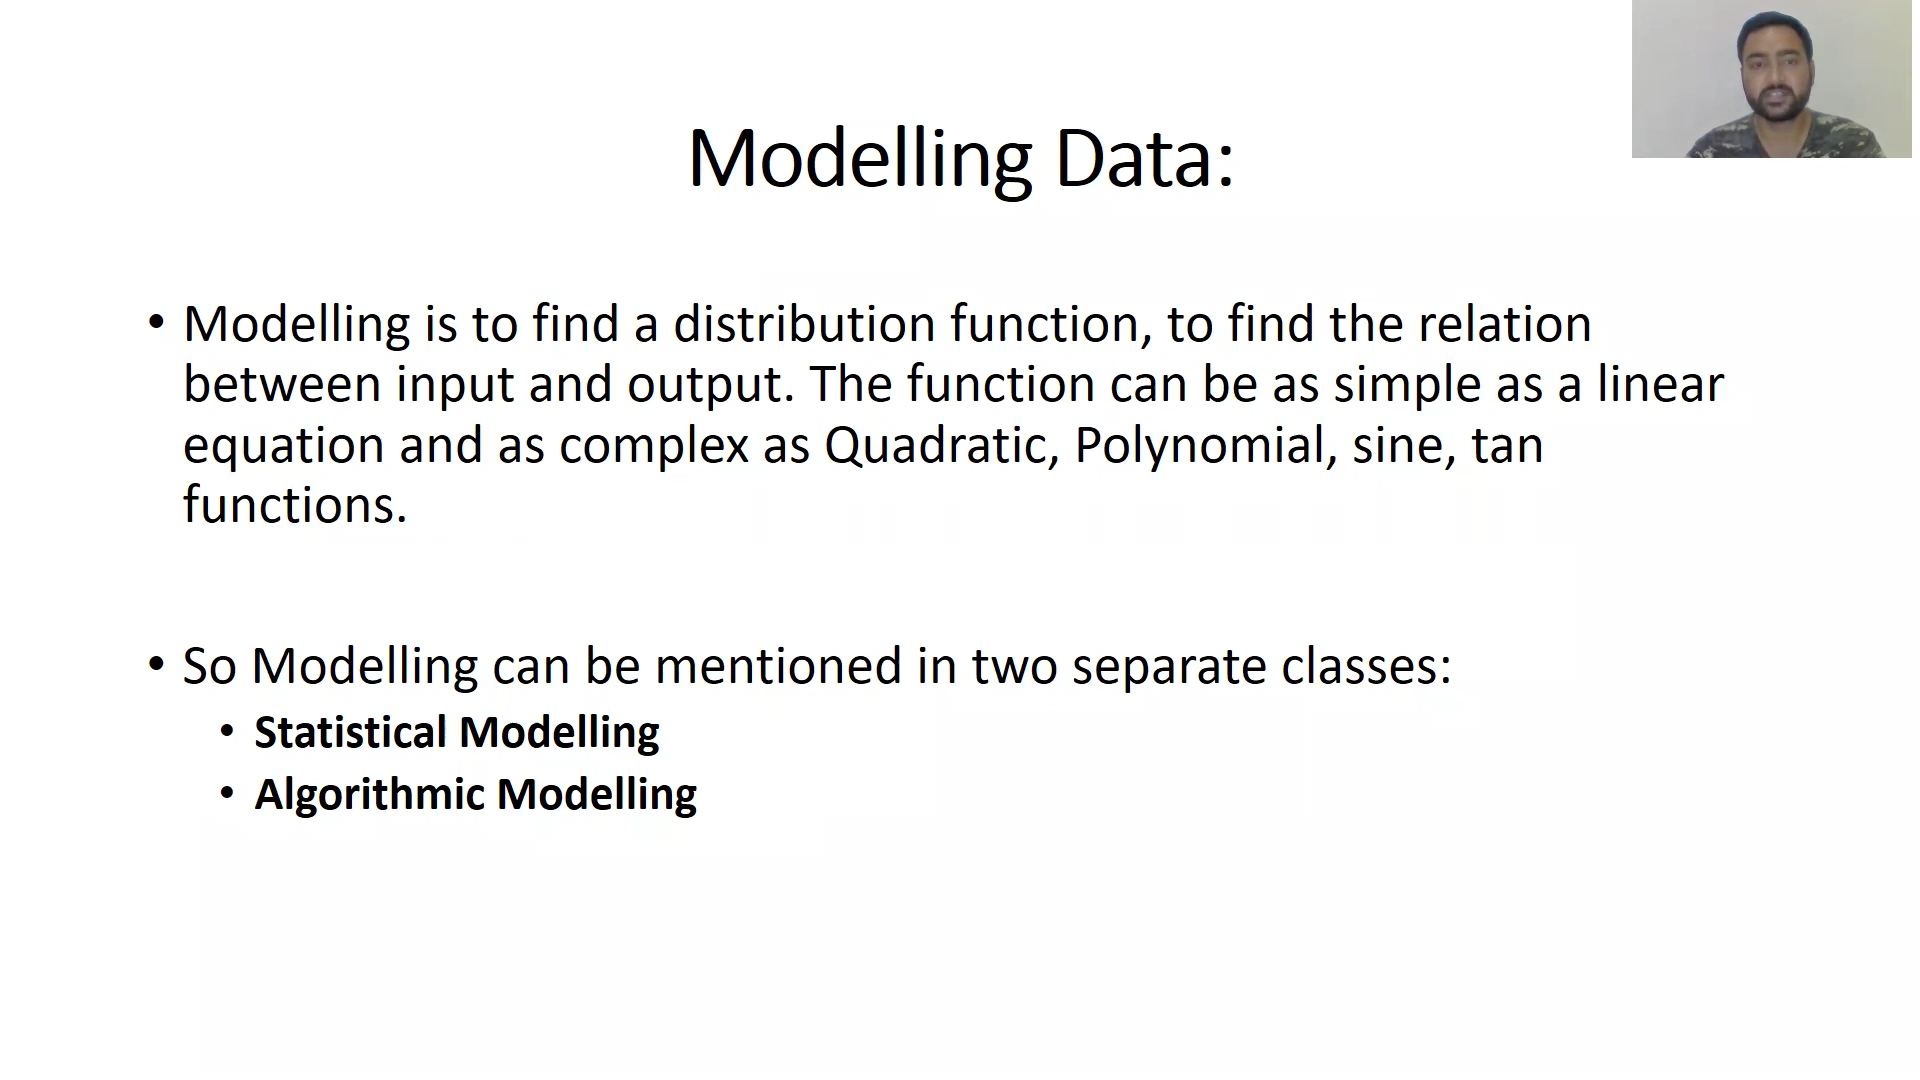 Modelling Data:
• Modelling is to find a distribution function, to find the relation
between input and output. The function can be as simple as a linear
equation and as complex as Quadratic, Polynomial, sine, tan
functions.
• So Modelling can be mentioned in two separate classes:
• Statistical Modelling
• Algorithmic Modelling